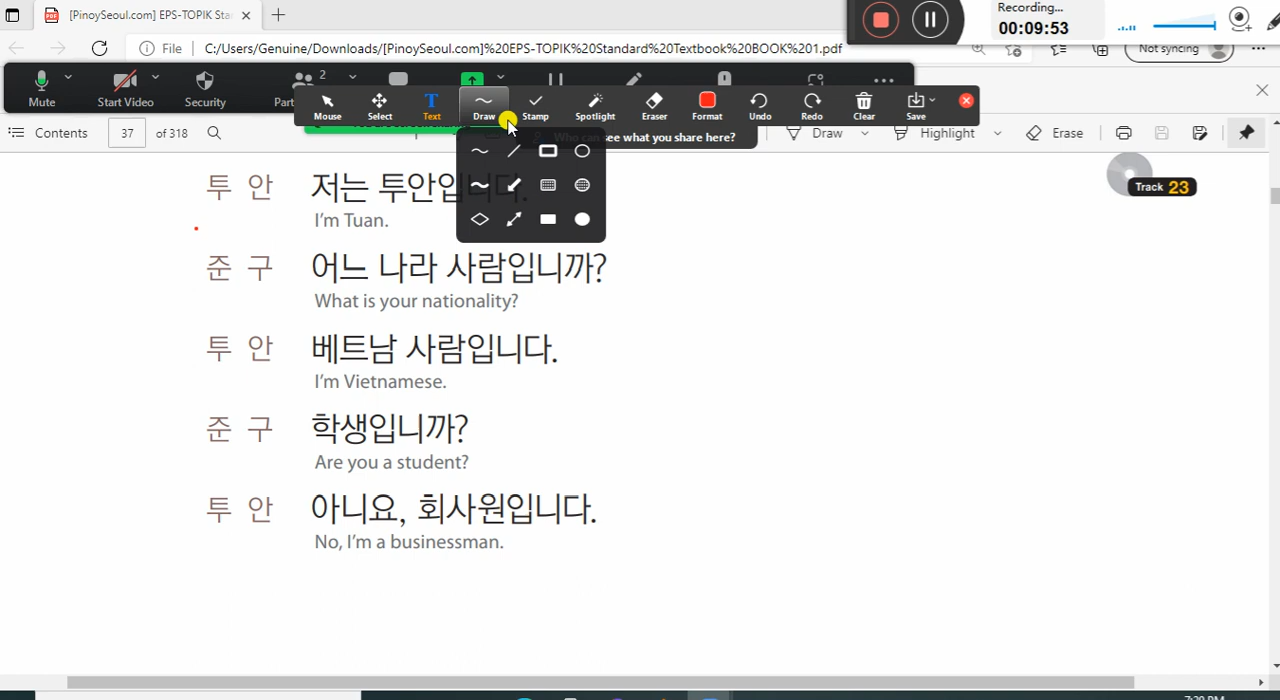 [PinoySeoul.com] EPS-TOPIK Sta
Recording...
00:09:53
File
C:/Users/Genuine/Downloads/[PinoySeoul.com]%20EPS-TOPIK%20Standard%20Textbook%20BOOK%201.pdf
Not syncing
2
Mute
Start Video
Security
Part
Mouse
Select
Text
Draw
Stamp
Spotlight
Eraser
Format
Undo
Redo
Clear
Save
Contents
37
of 318
Who can see what you share here?
Draw
Highlight
Erase
투 안 저는 투안입니다.
I'm Tuan.
Track 23
준 구 어느 나라 사람입니까?
What is your nationality?
투 안 베트남 사람입니다.
I'm Vietnamese.
준 구 학생입니까?
Are you a student?
투 안 아니요, 회사원입니다.
No, I'm a businessman.
7:29 PM